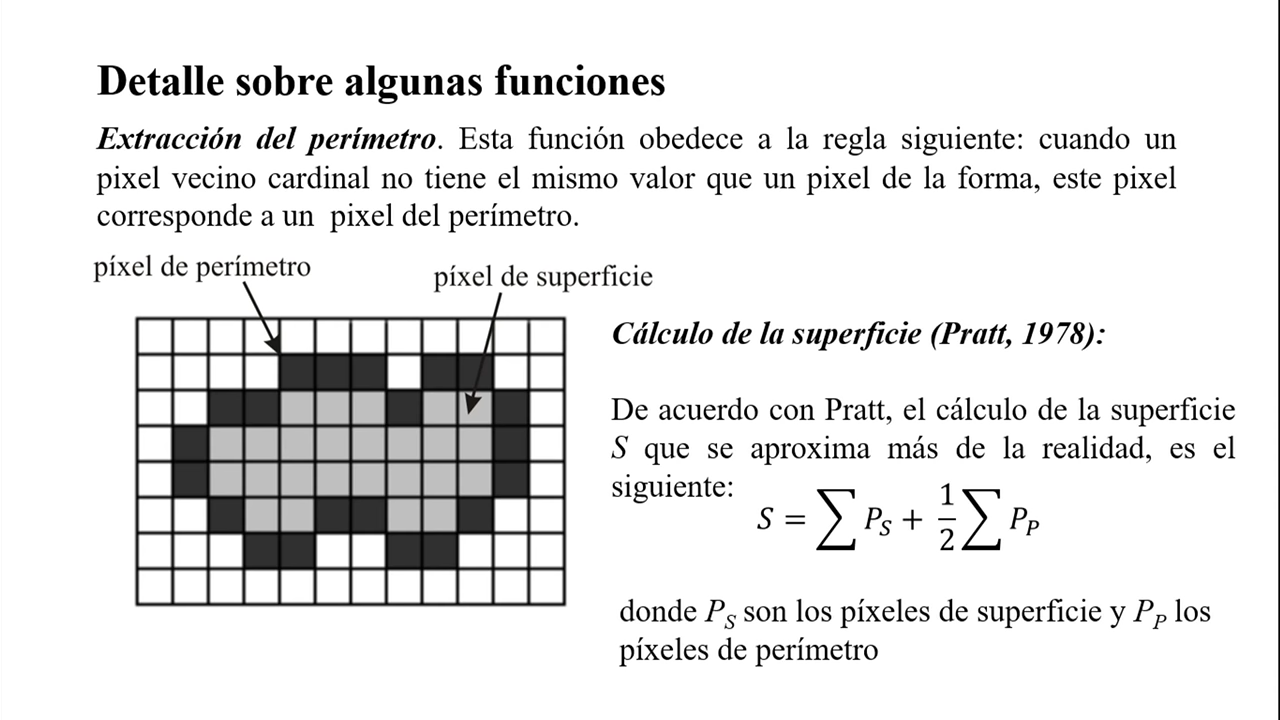 Detalle sobre algunas funciones
Extracción del perímetro. Esta función obedece a la regla siguiente: cuando un
pixel vecino cardinal no tiene el mismo valor que un pixel de la forma, este pixel
corresponde a un pixel del perímetro.
píxel de perímetro
píxel de superficie
Cálculo de la superficie (Pratt, 1978):
De acuerdo con Pratt, el cálculo de la superficie
S que se aproxima más de la realidad, es el
siguiente:
S = ∑ P_S + 1/2 ∑ P_P
donde P_S son los píxeles de superficie y P_P los
píxeles de perímetro